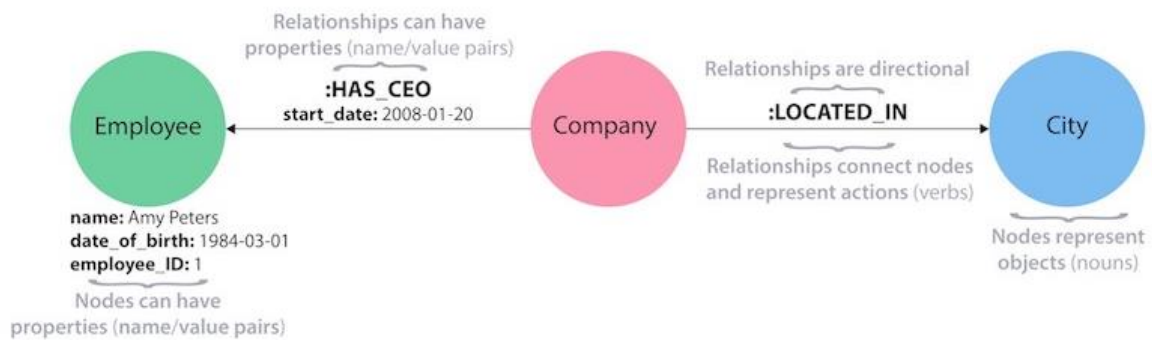 Relationships can have
properties (name/value pairs)
:HAS_CEO
start_date: 2008-01-20
Relationships are directional
:LOCATED_IN
Employee
Company
City
Relationships connect nodes
and represent actions (verbs)
name: Amy Peters
date_of_birth: 1984-03-01
employee_ID: 1
Nodes can have
properties (name/value pairs)
Nodes represent
objects (nouns)